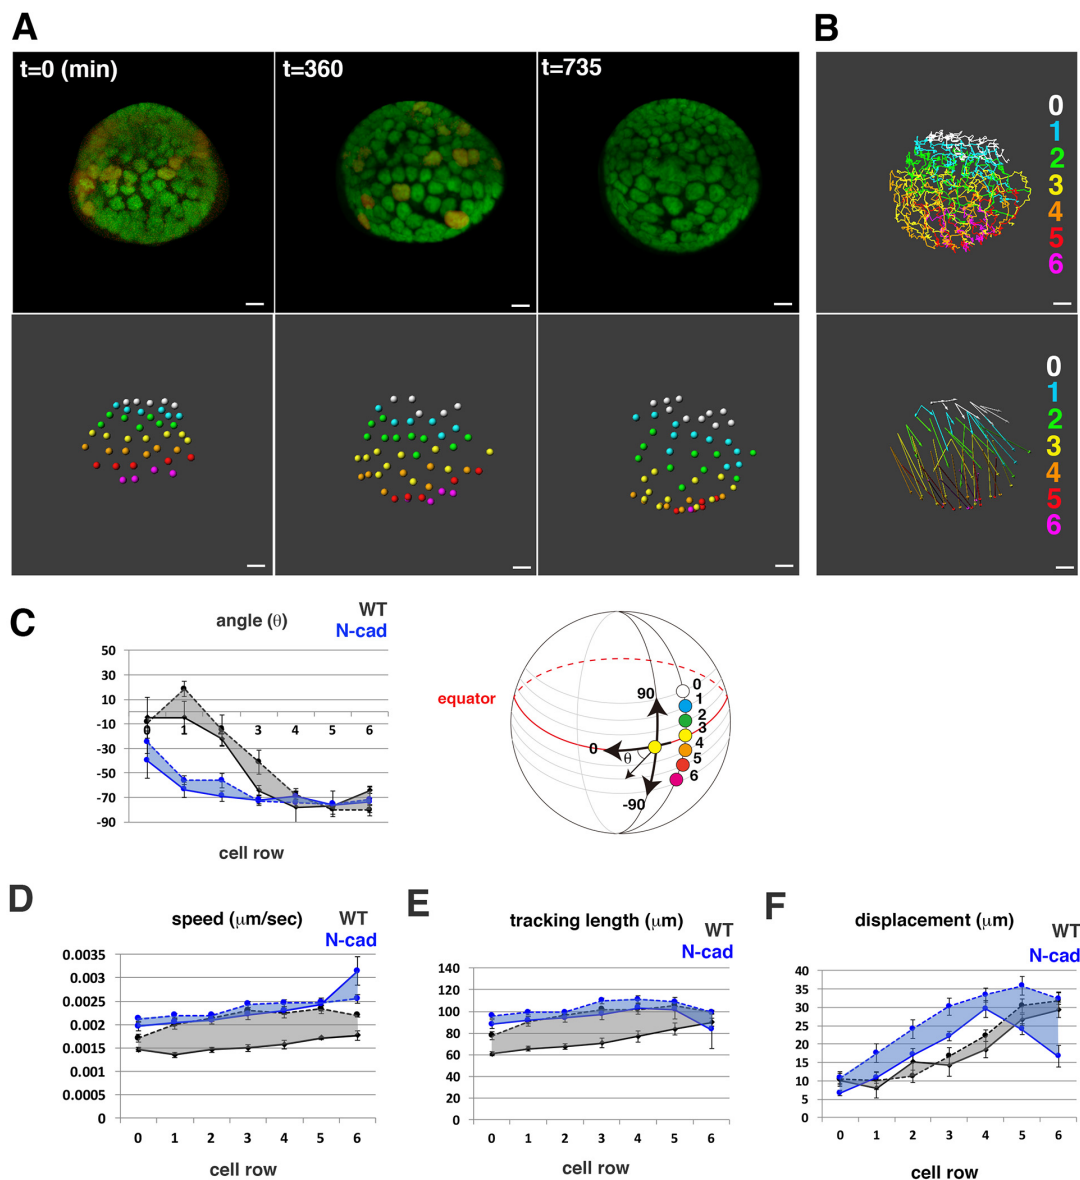 A
B
t=0 (min)
t=360
t=735
0
1
2
3
4
5
6
0
1
2
3
4
5
6
C
angle (θ)
WT
N-cad
50
30
10
-10
-30
-50
-70
-90
0 1 2 3 4 5 6
cell row
equator
90
0
θ
-90
0
1
2
3
4
5
6
D
speed (μm/sec)
WT
N-cad
0.0035
0.003
0.0025
0.002
0.0015
0.001
0.0005
0
0 1 2 3 4 5 6
cell row
E
tracking length (μm)
WT
N-cad
140
120
100
80
60
40
20
0
0 1 2 3 4 5 6
cell row
F
displacement (μm)
WT
N-cad
40
35
30
25
20
15
10
5
0
0 1 2 3 4 5 6
cell row